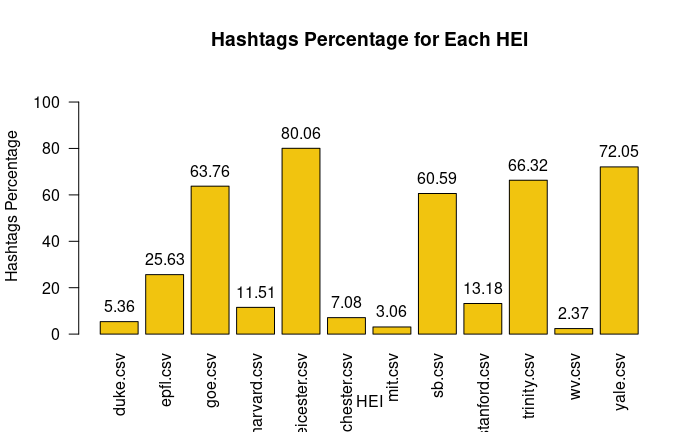 Hashtags Percentage for Each HEI
Hashtags Percentage
100
80
60
40
20
0
5.36
25.63
63.76
11.51
80.06
7.08
3.06
60.59
13.18
66.32
2.37
72.05
duke.csv
epfl.csv
goe.csv
harvard.csv
eicester.csv
chester.csv
mit.csv
sb.csv
stanford.csv
trinity.csv
wv.csv
yale.csv
HEI